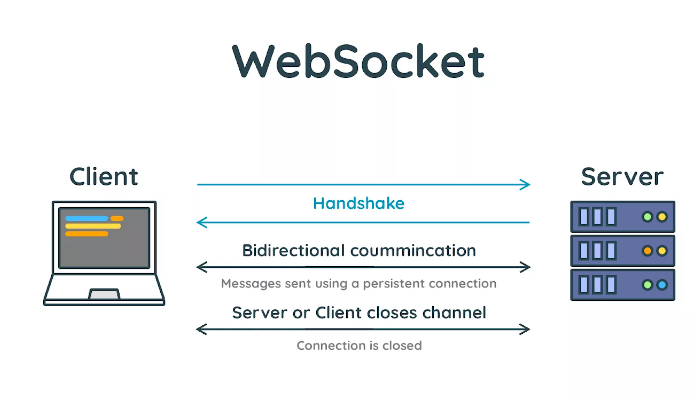 WebSocket
Client
Server
Handshake
Bidirectional coummincation
Messages sent using a persistent connection
Server or Client closes channel
Connection is closed